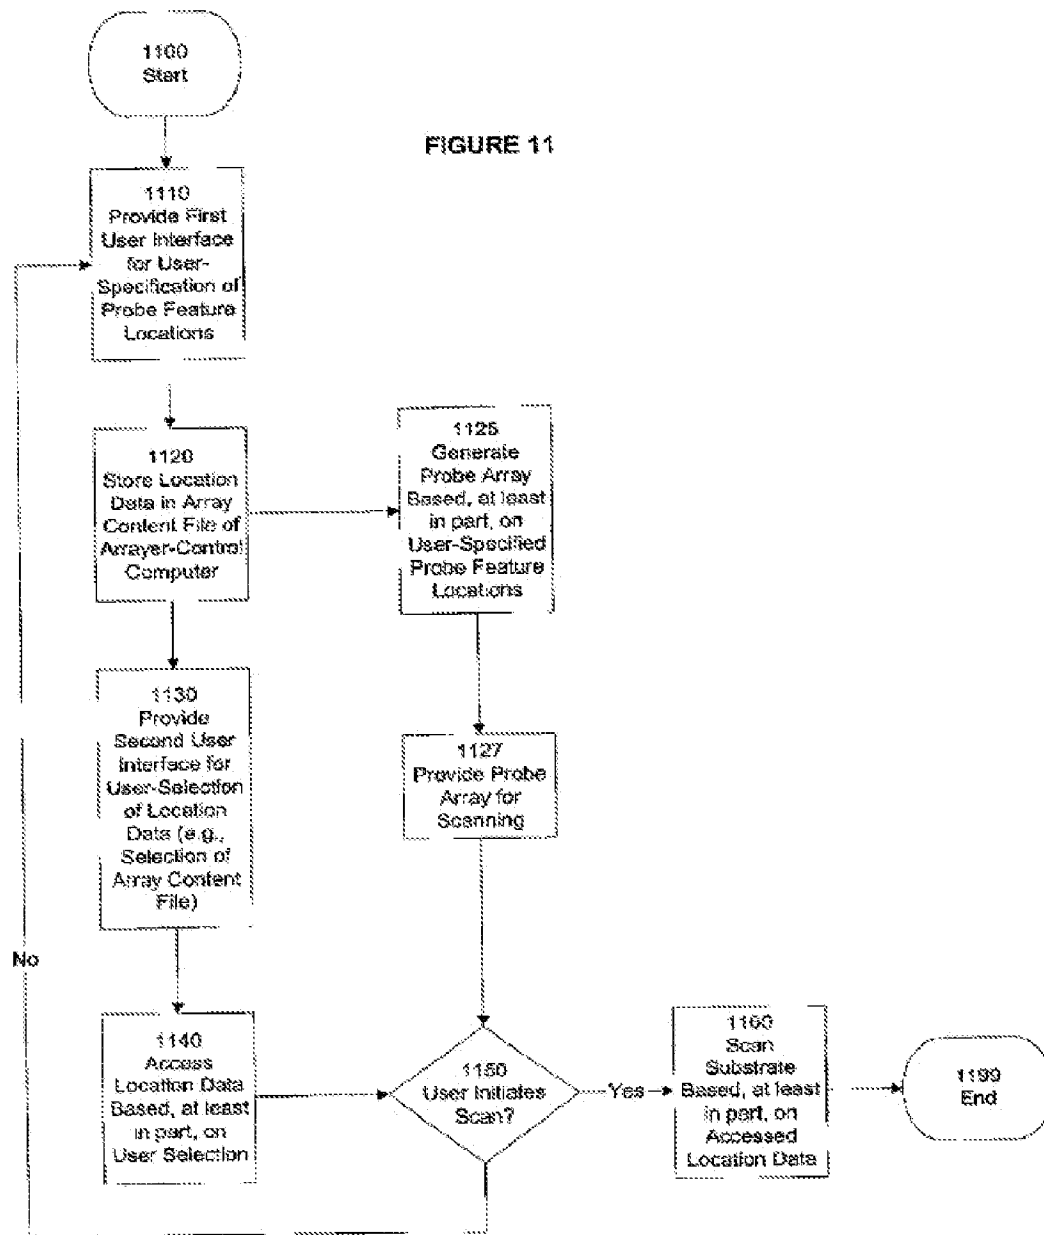 1100
Start
FIGURE 11
1110
Provide First
User Interface
for User-
Specification of
Probe Feature
Locations
1120
Store Location
Data in Array
Content File of
Arrayer-Control
Computer
1125
Generate
Probe Array
Based, at least
in part, on
User-Specified
Probe Feature
Locations
1130
Provide
Second User
Interface for
User-Selection
of Location
Data (e.g.,
Selection of
Array Content
File)
1127
Provide Probe
Array for
Scanning
No
1140
Access
Location Data
Based, at least
in part, on
User Selection
1150
User Initiates
Scan?
Yes
1160
Scan
Substrate
Based, at least
in part, on
Accessed
Location Data
1199
End